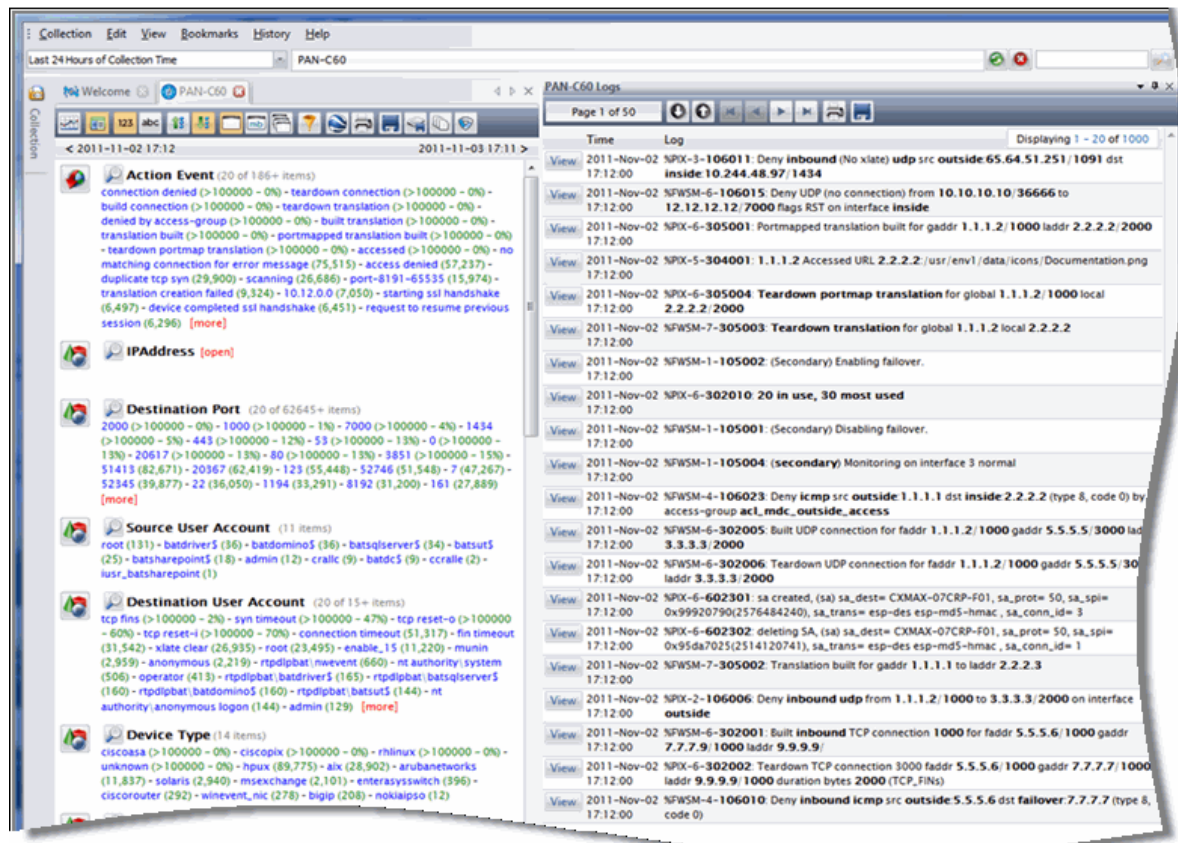 Collection Edit View Bookmarks History Help
Last 24 Hours of Collection Time PAN-C60
Welcome PAN-C60
Collection
123 abc mb
< 2011-11-02 17:12 2011-11-03 17:11 >
Action Event (20 of 186+ items)
connection denied (>100000 - 0%) - teardown connection (>100000 - 0%) -
build connection (>100000 - 0%) - teardown translation (>100000 - 0%) -
denied by access-group (>100000 - 0%) - built translation (>100000 - 0%) -
translation built (>100000 - 0%) - portmapped translation built (>100000 - 0%)
- teardown portmap translation (>100000 - 0%) - accessed (>100000 - 0%) - no
matching connection for error message (75,515) - access denied (57,237) -
duplicate tcp syn (29,900) - scanning (26,686) - port-8191-65535 (15,974) -
translation creation failed (9,324) - 10.12.0.0 (7,050) - starting ssl handshake
(6,497) - device completed ssl handshake (6,451) - request to resume previous
session (6,296) [more]
IPAddress [open]
Destination Port (20 of 62645+ items)
2000 (>100000 - 0%) - 1000 (>100000 - 1%) - 7000 (>100000 - 4%) - 1434
(>100000 - 5%) - 443 (>100000 - 12%) - 53 (>100000 - 13%) - 0 (>100000 -
13%) - 20617 (>100000 - 13%) - 80 (>100000 - 13%) - 3851 (>100000 - 15%) -
51413 (82,671) - 20367 (62,419) - 123 (55,448) - 52746 (51,548) - 7 (47,267) -
52345 (39,877) - 22 (36,050) - 1194 (33,291) - 8192 (31,200) - 161 (27,889)
[more]
Source User Account (11 items)
root (131) - batdriver$ (36) - batdomino$ (36) - batsqlserver$ (34) - batsut$
(25) - batsharepoint$ (18) - admin (12) - crallc (9) - batdc$ (9) - ccralle (2) -
iusr_batsharepoint (1)
Destination User Account (20 of 15+ items)
tcp fins (>100000 - 2%) - syn timeout (>100000 - 47%) - tcp reset-o (>100000
- 60%) - tcp reset-i (>100000 - 70%) - connection timeout (51,317) - fin timeout
(31,542) - xlate clear (26,935) - root (23,495) - enable_15 (11,220) - munin
(2,959) - anonymous (2,219) - rtpdlpbat\nwevent (660) - nt authority\system
(506) - operator (413) - rtpdlpbat\batdriver$ (165) - rtpdlpbat\batsqlserver$
(160) - rtpdlpbat\batdomino$ (160) - rtpdlpbat\batsut$ (144) - nt
authority\anonymous logon (144) - admin (129) [more]
Device Type (14 items)
ciscoasa (>100000 - 0%) - ciscopix (>100000 - 0%) - rhlinux (>100000 - 0%) -
unknown (>100000 - 0%) - hpux (89,775) - aix (28,902) - arubanetworks
(11,837) - solaris (2,940) - msexchange (2,101) - enterasysswitch (396) -
ciscorouter (292) - winevent_nic (278) - bigip (208) - nokiaipso (12)
PAN-C60 Logs
Page 1 of 50
Time Log Displaying 1 - 20 of 1000
View 2011-Nov-02 %PIX-3-106011: Deny inbound (No xlate) udp src outside:65.64.51.251/1091 dst
17:12:00 inside:10.244.48.97/1434
View 2011-Nov-02 %FWSM-6-106015: Deny UDP (no connection) from 10.10.10.10/36666 to
17:12:00 12.12.12.12/7000 flags RST on interface inside
View 2011-Nov-02 %PIX-6-305001: Portmapped translation built for gaddr 1.1.1.2/1000 laddr 2.2.2.2/2000
17:12:00
View 2011-Nov-02 %PIX-5-304001: 1.1.1.2 Accessed URL 2.2.2.2:/usr/env1/data/icons/Documentation.png
17:12:00
View 2011-Nov-02 %PIX-6-305004: Teardown portmap translation for global 1.1.1.2/1000 local
17:12:00 2.2.2.2/2000
View 2011-Nov-02 %FWSM-7-305003: Teardown translation for global 1.1.1.2 local 2.2.2.2
17:12:00
View 2011-Nov-02 %FWSM-1-105002: (Secondary) Enabling failover.
17:12:00
View 2011-Nov-02 %PIX-6-302010: 20 in use, 30 most used
17:12:00
View 2011-Nov-02 %FWSM-1-105001: (Secondary) Disabling failover.
17:12:00
View 2011-Nov-02 %FWSM-1-105004: (secondary) Monitoring on interface 3 normal
17:12:00
View 2011-Nov-02 %FWSM-4-106023: Deny icmp src outside:1.1.1.1 dst inside:2.2.2.2 (type 8, code 0) by
17:12:00 access-group acl_mdc_outside_access
View 2011-Nov-02 %FWSM-6-302005: Built UDP connection for faddr 1.1.1.2/1000 gaddr 5.5.5.5/3000 lad
17:12:00 3.3.3.3/2000
View 2011-Nov-02 %FWSM-6-302006: Teardown UDP connection for faddr 1.1.1.2/1000 gaddr 5.5.5.5/30
17:12:00 laddr 3.3.3.3/2000
View 2011-Nov-02 %PIX-6-602301: sa created, (sa) sa_dest= CXMAX-07CRP-F01, sa_prot= 50, sa_spi=
17:12:00 0x99920790(2576484240), sa_trans= esp-des esp-md5-hmac , sa_conn_id= 3
View 2011-Nov-02 %PIX-6-602302: deleting SA, (sa) sa_dest= CXMAX-07CRP-F01, sa_prot= 50, sa_spi=
17:12:00 0x95da7025(2514120741), sa_trans= esp-des esp-md5-hmac , sa_conn_id= 1
View 2011-Nov-02 %FWSM-7-305002: Translation built for gaddr 1.1.1.1 to laddr 2.2.2.3
17:12:00
View 2011-Nov-02 %PIX-2-106006: Deny inbound udp from 1.1.1.2/1000 to 3.3.3.3/2000 on interface
17:12:00 outside
View 2011-Nov-02 %FWSM-6-302001: Built inbound TCP connection 1000 for faddr 5.5.5.6/1000 gaddr
17:12:00 7.7.7.9/1000 laddr 9.9.9.9/
View 2011-Nov-02 %PIX-6-302002: Teardown TCP connection 3000 faddr 5.5.5.6/1000 gaddr 7.7.7.7/1000
17:12:00 laddr 9.9.9.9/1000 duration bytes 2000 (TCP_FINs)
View 2011-Nov-02 %FWSM-4-106010: Deny inbound icmp src outside:5.5.5.6 dst failover:7.7.7.7 (type 8,
17:12:00 code 0)